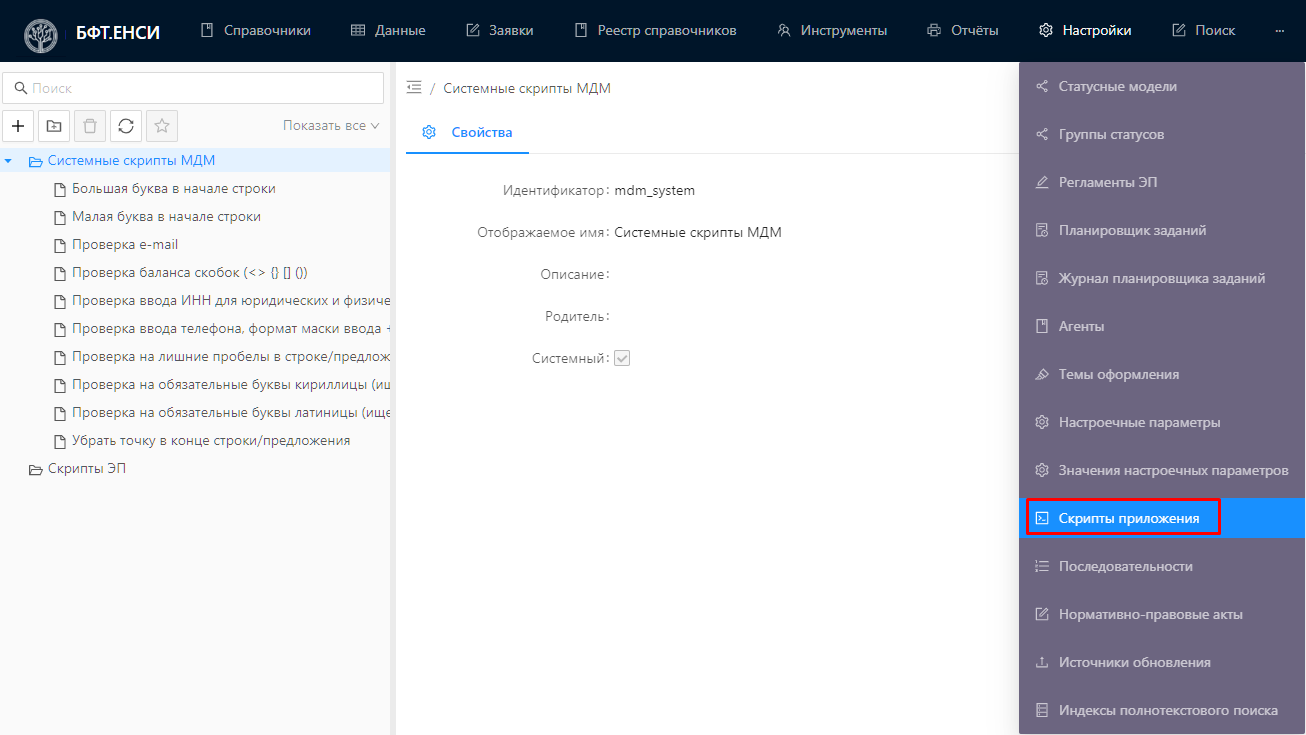 БФТ.ЕНСИ
Справочники
Данные
Заявки
Реестр справочников
Инструменты
Отчёты
Настройки
Поиск
...
Поиск
Показать все
Системные скрипты МДМ
Большая буква в начале строки
Малая буква в начале строки
Проверка e-mail
Проверка баланса скобок (<> {} [] ())
Проверка ввода ИНН для юридических и физиче
Проверка ввода телефона, формат маски ввода +
Проверка на лишние пробелы в строке/предлож
Проверка на обязательные буквы кириллицы (ищ
Проверка на обязательные буквы латиницы (ище
Убрать точку в конце строки/предложения
Скрипты ЭП
/ Системные скрипты МДМ
Свойства
Идентификатор: mdm_system
Отображаемое имя: Системные скрипты МДМ
Описание:
Родитель:
Системный:
Статусные модели
Группы статусов
Регламенты ЭП
Планировщик заданий
Журнал планировщика заданий
Агенты
Темы оформления
Настроечные параметры
Значения настроечных параметров
Скрипты приложения
Последовательности
Нормативно-правовые акты
Источники обновления
Индексы полнотекстового поиска